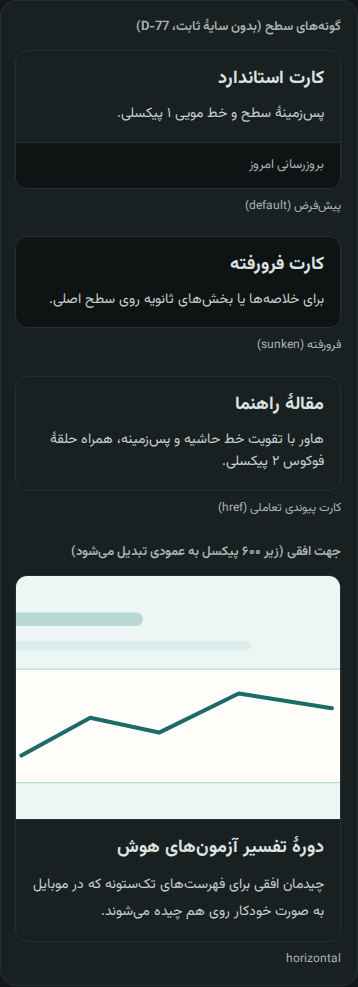 گونه‌های سطح (بدون سایهٔ ثابت، D-77)
کارت استاندارد
پس‌زمینهٔ سطح و خط مویی ۱ پیکسلی.
بروزرسانی امروز
پیش‌فرض (default)
کارت فرورفته
برای خلاصه‌ها یا بخش‌های ثانویه روی سطح اصلی.
فرورفته (sunken)
مقالهٔ راهنما
هاور با تقویت خط حاشیه و پس‌زمینه، همراه حلقهٔ
فوکوس ۲ پیکسلی.
کارت پیوندی تعاملی (href)
جهت افقی (زیر ۶۰۰ پیکسل به عمودی تبدیل می‌شود)
دورهٔ تفسیر آزمون‌های هوش
چیدمان افقی برای فهرست‌های تک‌ستونه که در موبایل
به صورت خودکار روی هم چیده می‌شوند.
horizontal